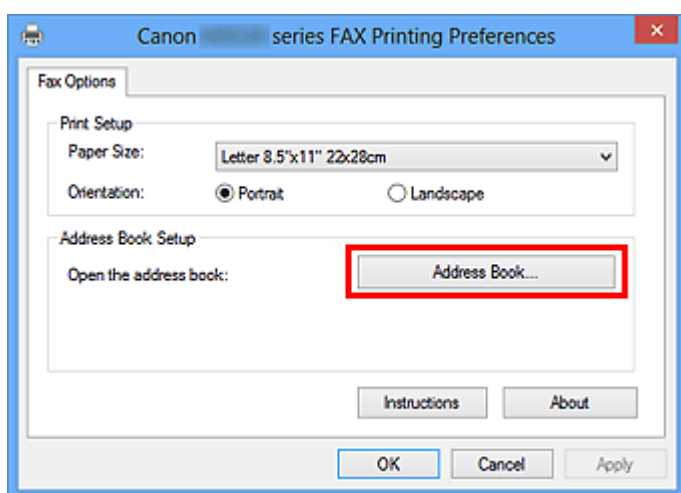 Canon series FAX Printing Preferences
Fax Options
Print Setup
Paper Size: Letter 8.5"x11" 22x28cm
Orientation: Portrait Landscape
Address Book Setup
Open the address book: Address Book...
Instructions About
OK Cancel Apply